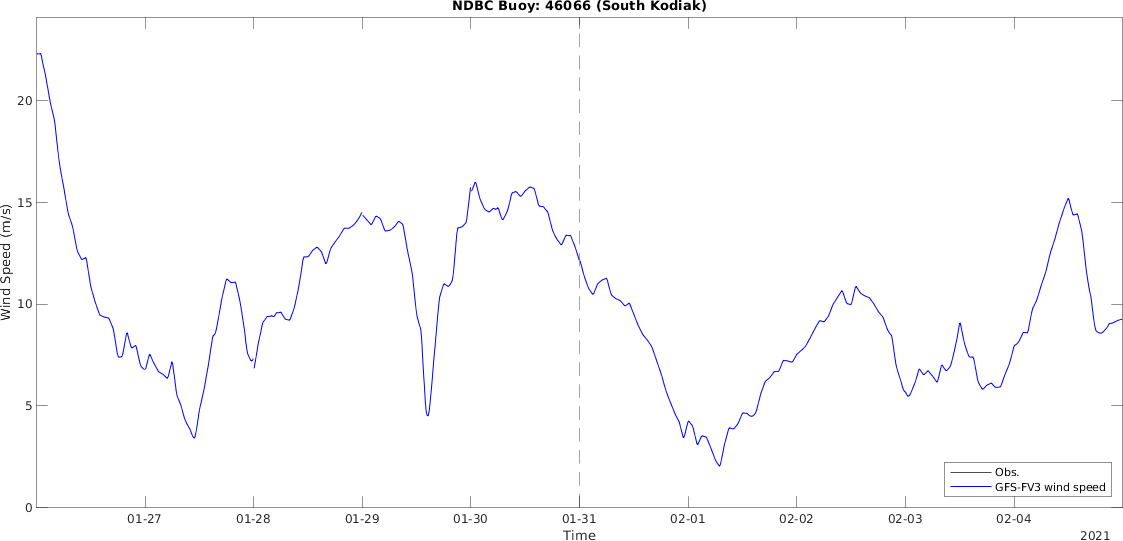 NDBC Buoy: 46066 (South Kodiak)
Wind Speed (m/s)
20
15
10
5
0
Obs.
GFS-FV3 wind speed
01-27 01-28 01-29 01-30 01-31 02-01 02-02 02-03 02-04
Time
2021